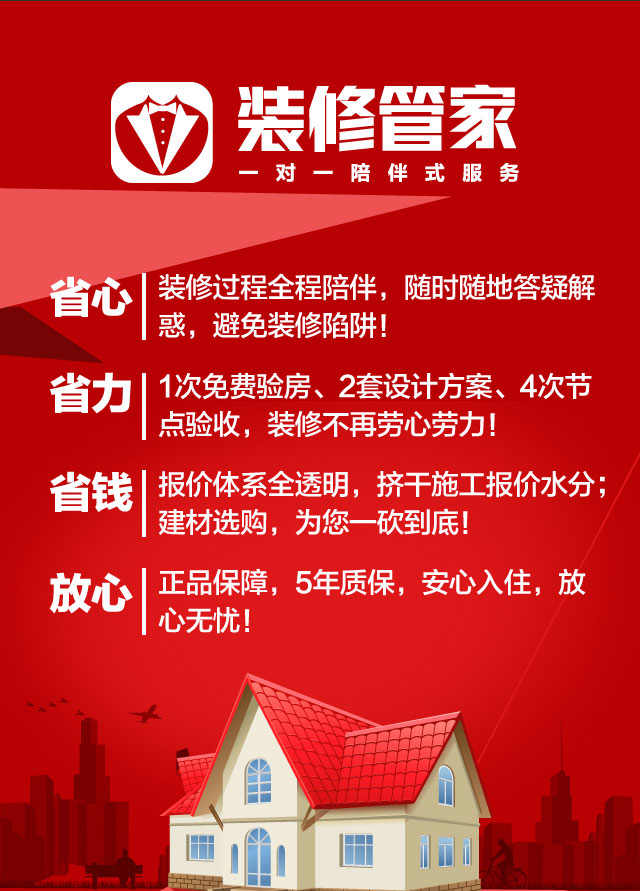 装修管家
一对一陪伴式服务
省心
装修过程全程陪伴，随时随地答疑解
惑，避免装修陷阱！
省力
1次免费验房、2套设计方案、4次节
点验收，装修不再劳心劳力！
省钱
报价体系全透明，挤干施工报价水分；
建材选购，为您一砍到底！
放心
正品保障，5年质保，安心入住，放
心无忧！